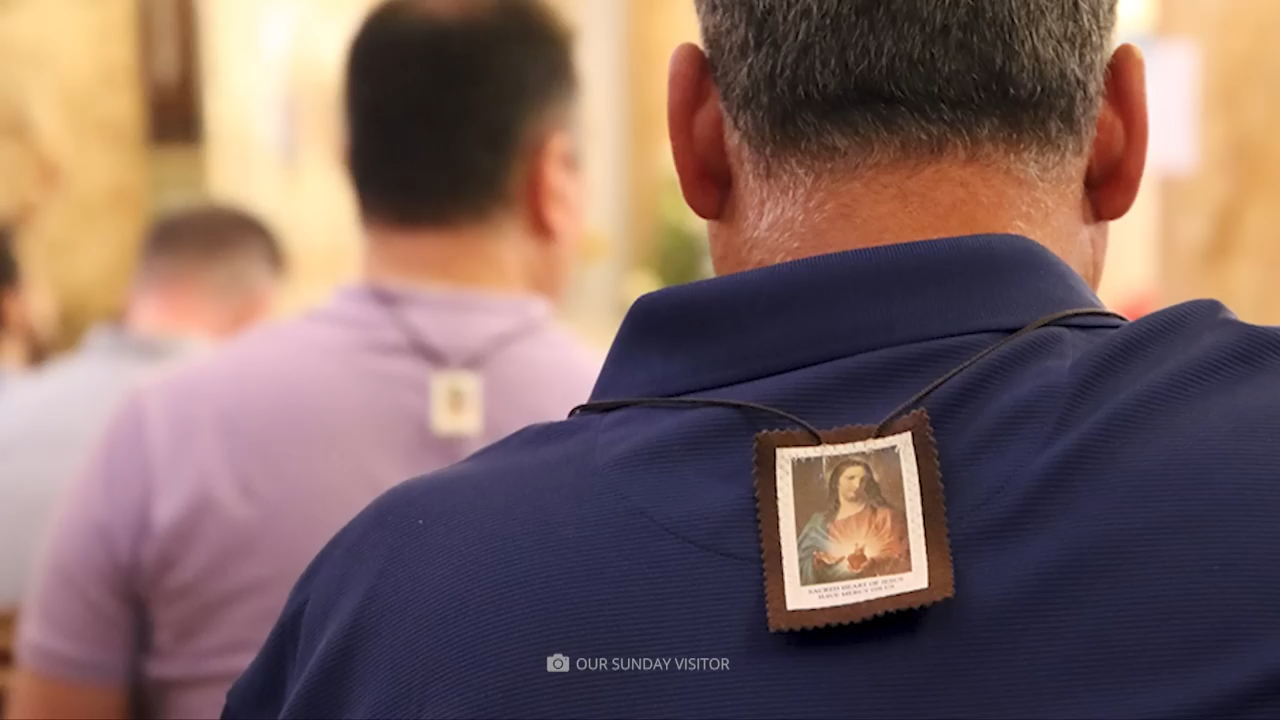 SACRED HEART OF JESUS
HAVE MERCY ON US
OUR SUNDAY VISITOR